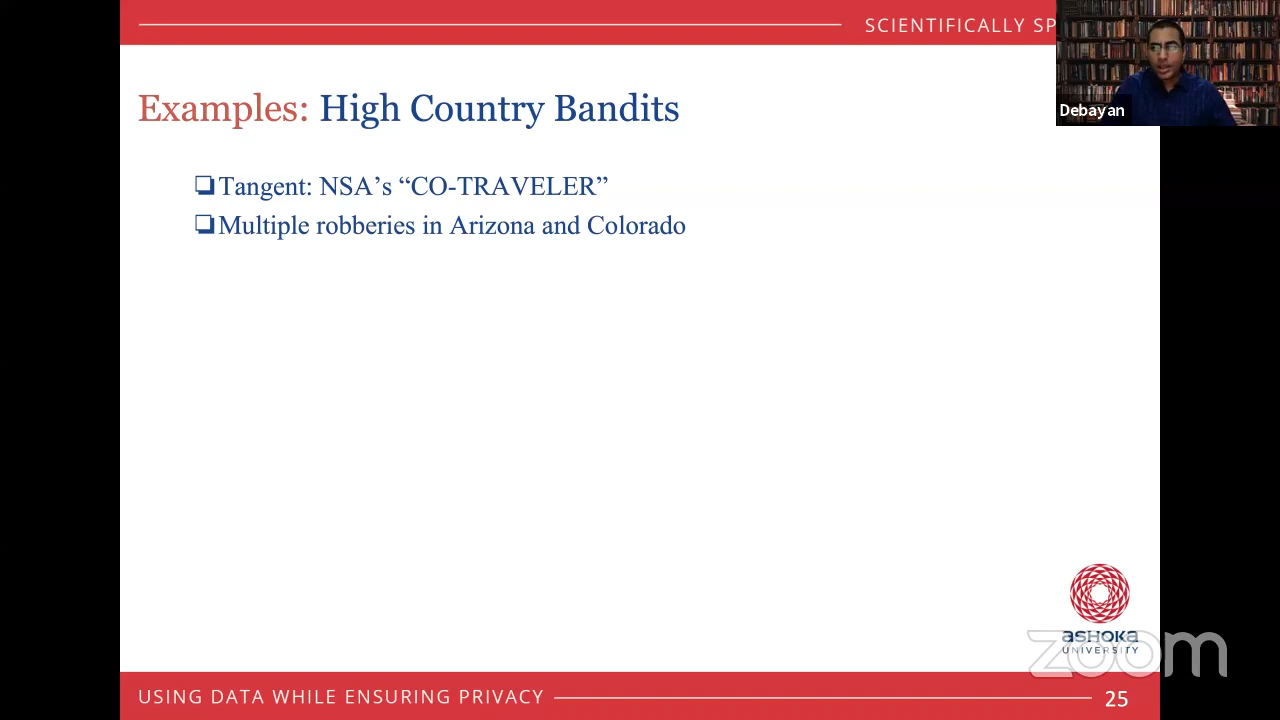 SCIENTIFICALLY SP
Debayan
Examples: High Country Bandits
❏Tangent: NSA's “CO-TRAVELER”
❏Multiple robberies in Arizona and Colorado
ASHOKA
UNIVERSITY
zoom
USING DATA WHILE ENSURING PRIVACY
25